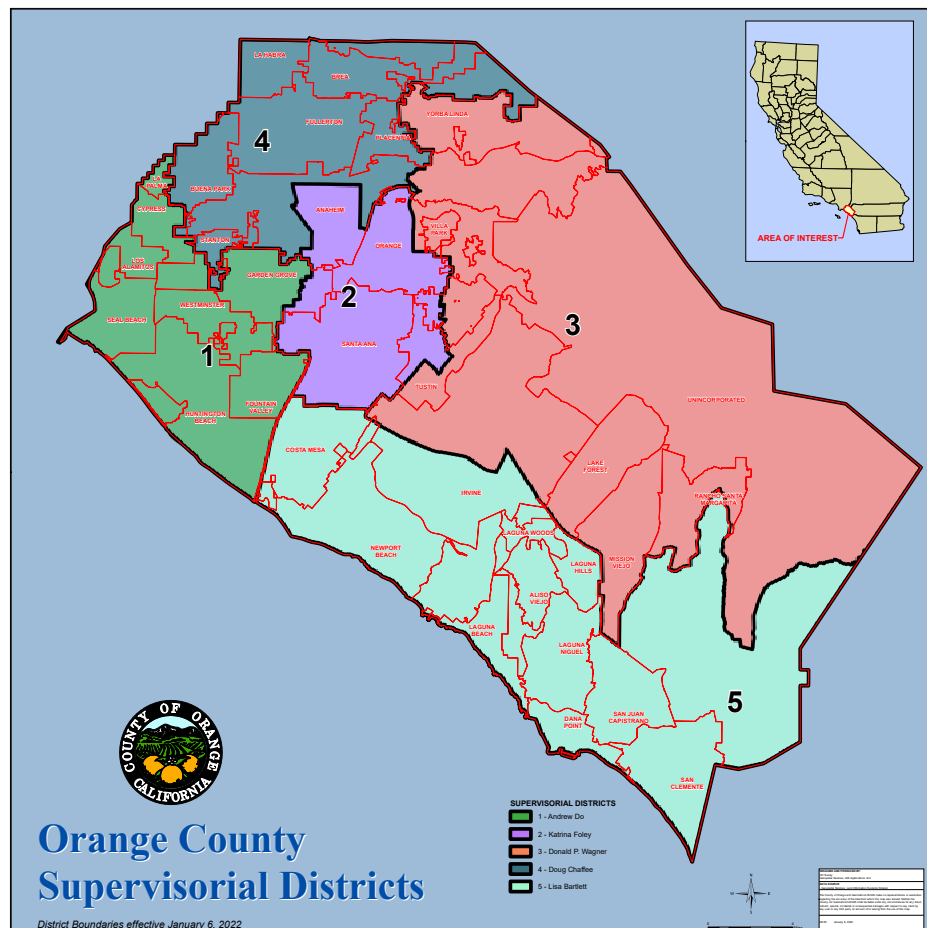 LA HABRA
BREA
YORBA LINDA
FULLERTON
PLACENTIA
4
LA
PALMA
BUENA PARK
CYPRESS
ANAHEIM
STANTON
ORANGE
VILLA
PARK
LOS
ALAMITOS
GARDEN GROVE
AREA OF INTEREST
2
WESTMINSTER
SEAL BEACH
3
SANTA ANA
1
TUSTIN
UNINCORPORATED
HUNTINGTON
BEACH
FOUNTAIN
VALLEY
COSTA MESA
LAKE
FOREST
IRVINE
RANCHO SANTA
MARGARITA
LAGUNA WOODS
NEWPORT
BEACH
LAGUNA
HILLS
MISSION
VIEJO
ALISO
VIEJO
LAGUNA
BEACH
LAGUNA
NIGUEL
5
DANA
POINT
SAN JUAN
CAPISTRANO
SAN
CLEMENTE
COUNTY OF ORANGE
CALIFORNIA
SUPERVISORIAL DISTRICTS
1 - Andrew Do
2 - Katrina Foley
3 - Donald P. Wagner
4 - Doug Chaffee
5 - Lisa Bartlett
Orange County
Supervisorial Districts
District Boundaries effective January 6, 2022